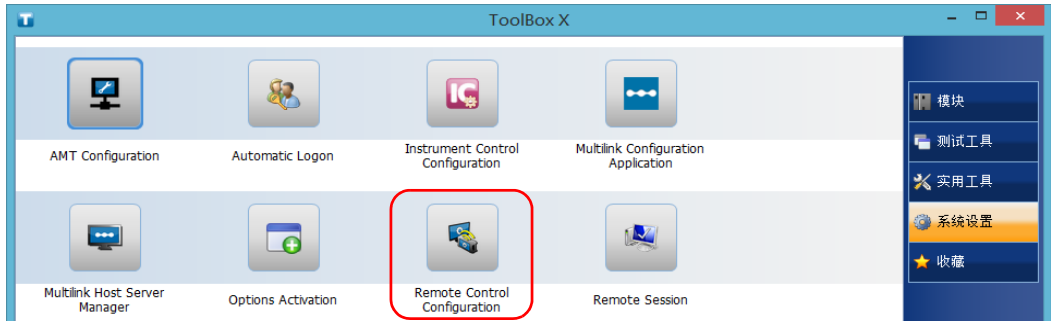 ToolBox X
AMT Configuration
Automatic Logon
Instrument Control
Configuration
Multilink Configuration
Application
Multilink Host Server
Manager
Options Activation
Remote Control
Configuration
Remote Session
模块
测试工具
实用工具
系统设置
收藏